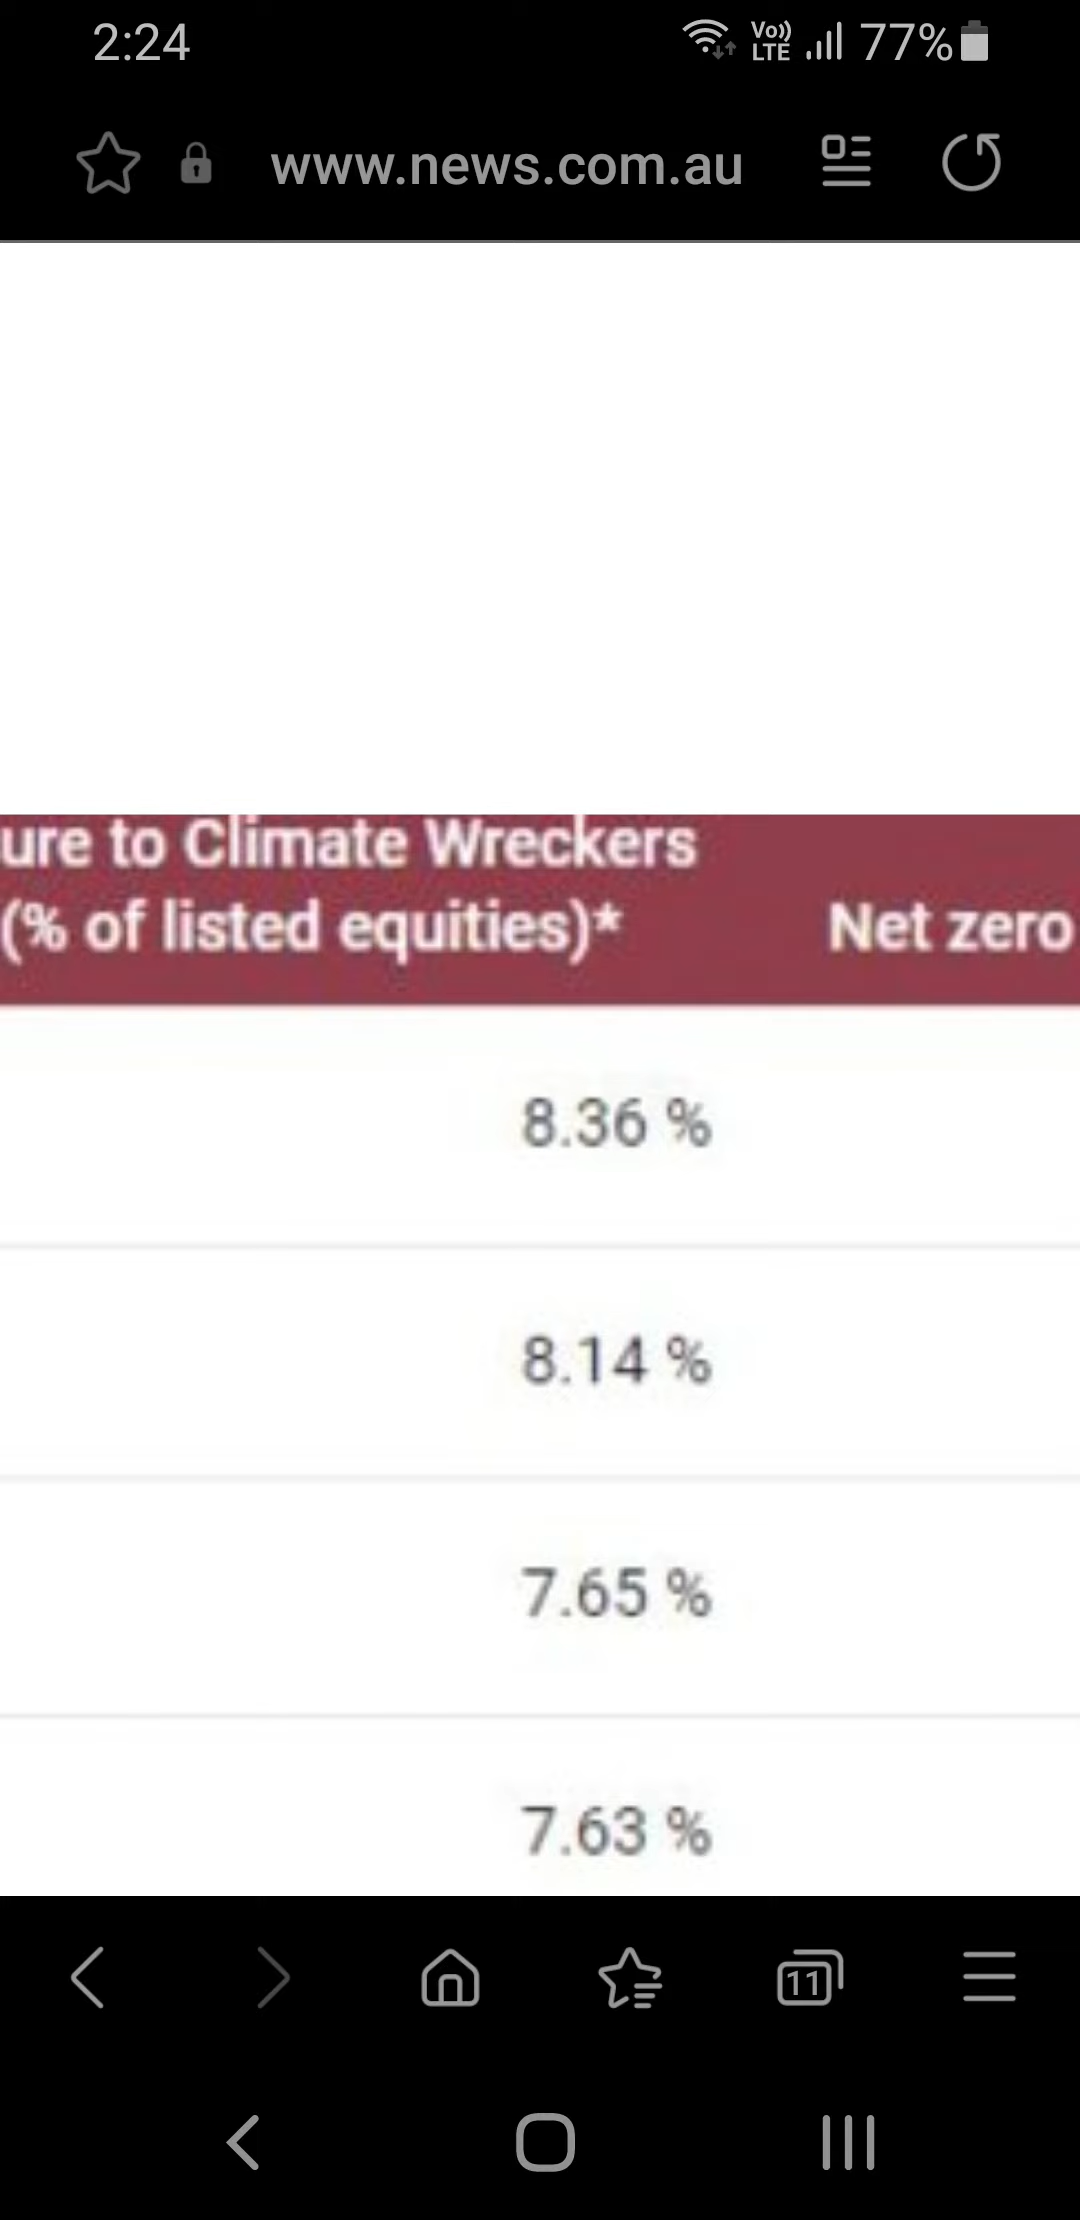 2:24
Vo)) LTE 77%
www.news.com.au
ure to Climate Wreckers
(% of listed equities)* Net zero
8.36 %
8.14 %
7.65 %
7.63 %
11